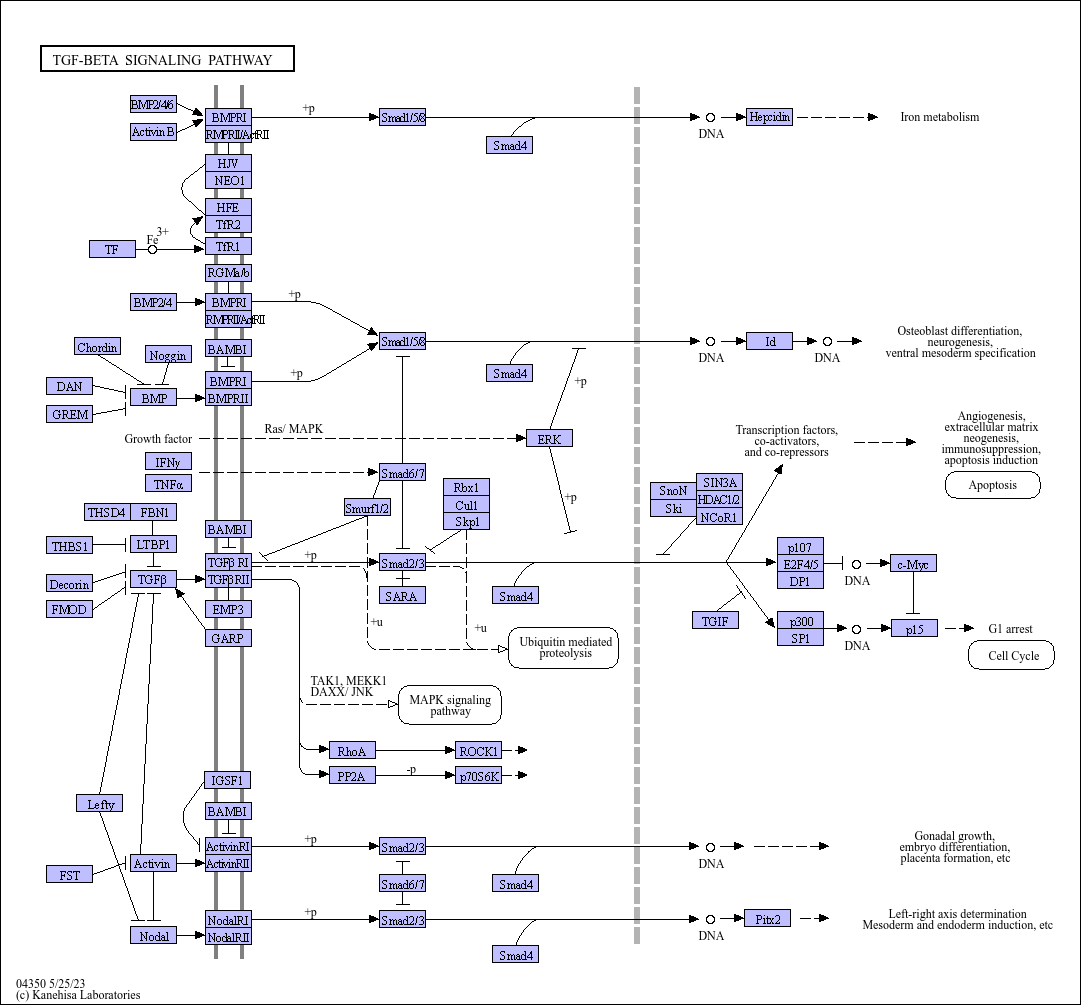 TGF-BETA SIGNALING PATHWAY
BMP2/4/6
Activin B
BMPRI
RMPRII/ActRII
+p
Smad1/5/8
Smad4
DNA
Hepcidin
Iron metabolism
HJV
NEO1
HFE
TfR2
TF
Fe 3+
TfR1
RGMa/b
BMP2/4
BMPRI
RMPRII/ActRII
+p
Smad1/5/8
Smad4
DNA
Id
DNA
Osteoblast differentiation,
neurogenesis,
ventral mesoderm specification
Chordin
Noggin
BAMBI
DAN
GREM
BMP
BMPRI
BMPRII
+p
+p
Growth factor
Ras/ MAPK
ERK
+p
Transcription factors,
co-activators,
and co-repressors
Angiogenesis,
extracellular matrix
neogenesis,
immunosuppression,
apoptosis induction
Apoptosis
IFNγ
TNFα
Smad6/7
Smurf1/2
Rbx1
Cul1
Skp1
SnoN
Ski
SIN3A
HDAC1/2
NCoR1
THSD4
FBN1
THBS1
LTBP1
BAMBI
TGFβ RI
TGFβRII
+p
Smad2/3
SARA
Smad4
p107
E2F4/5
DP1
DNA
c-Myc
Decorin
FMOD
TGFβ
EMP3
GARP
+u
+u
Ubiquitin mediated
proteolysis
TGIF
p300
SP1
DNA
p15
G1 arrest
Cell Cycle
TAK1, MEKK1
DAXX/ JNK
MAPK signaling
pathway
RhoA
ROCK1
PP2A
-p
p70S6K
Lefty
IGSF1
BAMBI
FST
Activin
ActivinRI
ActivinRII
+p
Smad2/3
Smad4
DNA
Gonadal growth,
embryo differentiation,
placenta formation, etc
Smad6/7
Nodal
NodalRI
NodalRII
+p
Smad2/3
Smad4
DNA
Pitx2
Left-right axis determination
Mesoderm and endoderm induction, etc
04350 5/25/23
(c) Kanehisa Laboratories